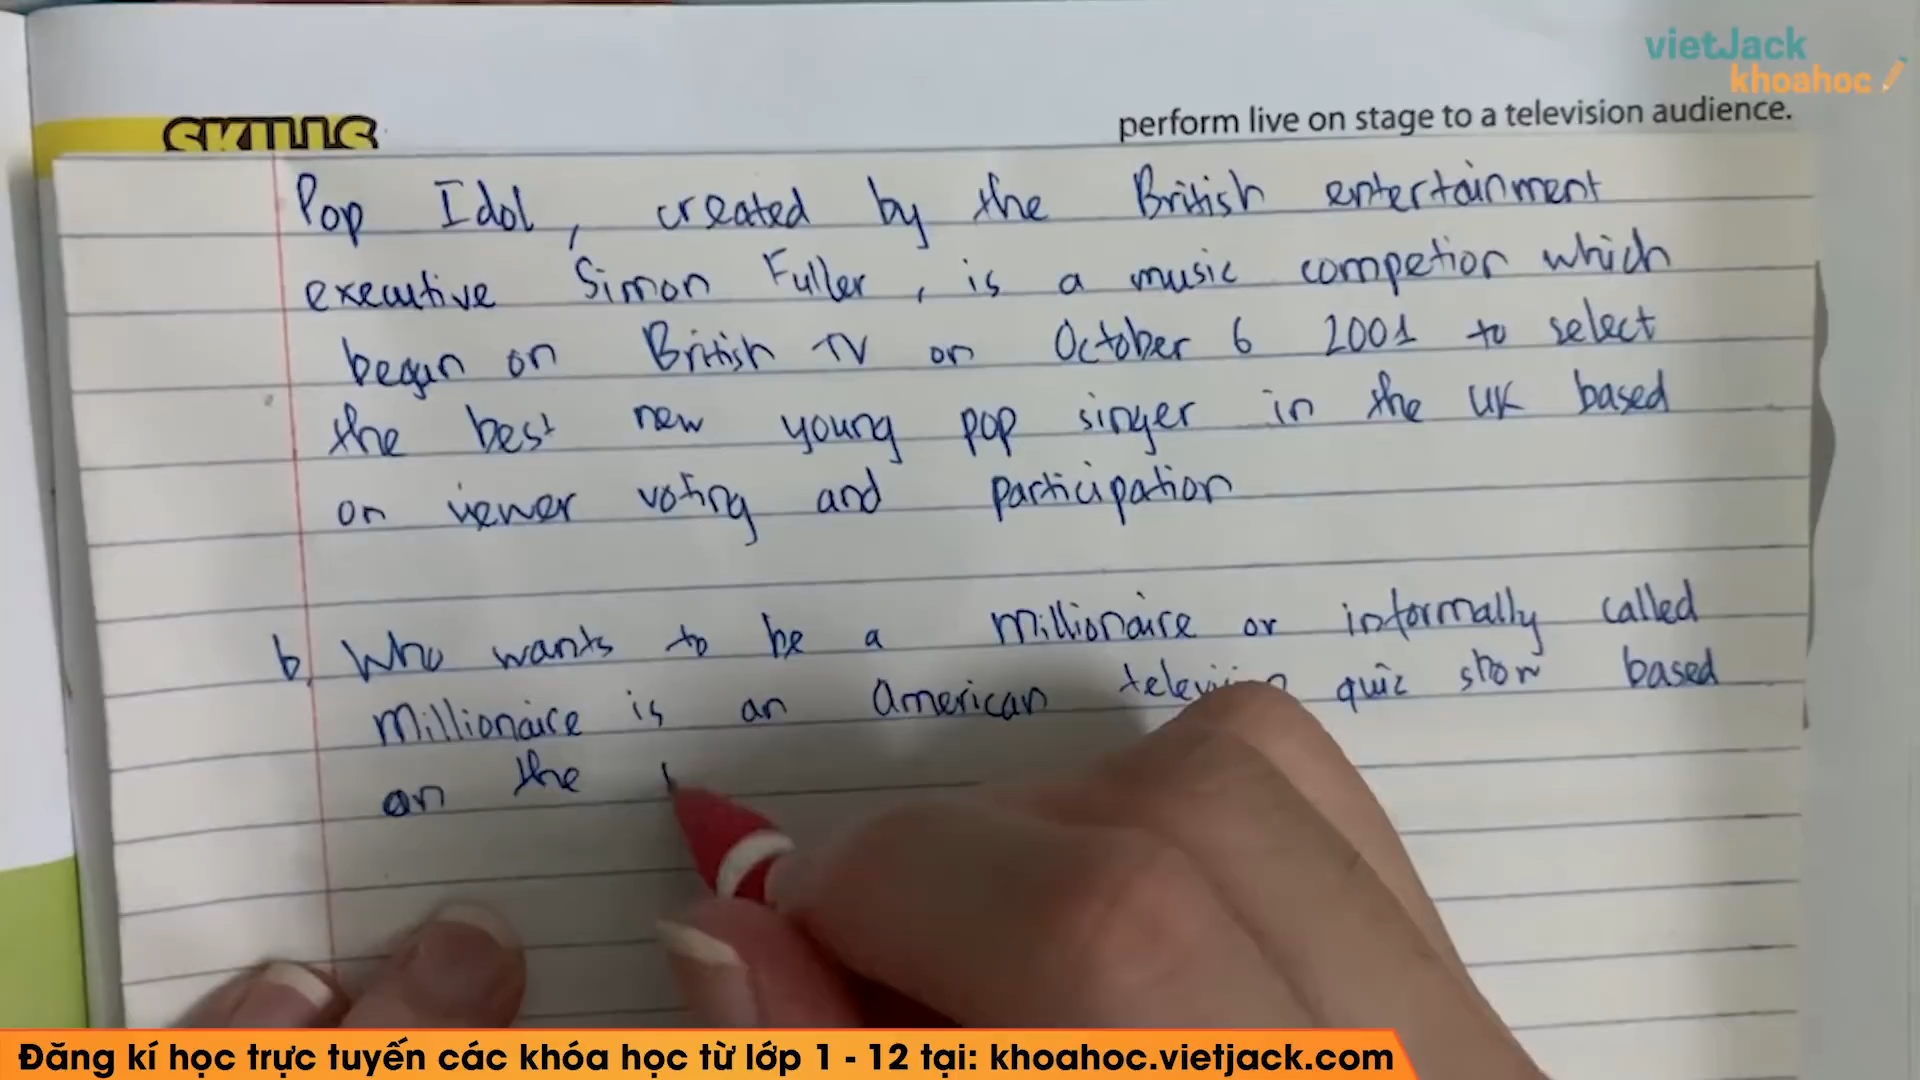 vietJack
khoahoc
SKILLS
perform live on stage to a television audience.
Pop Idol, created by the British entertainment
executive Simon Fuller, is a music competion which
began on British TV on October 6 2001 to select
the best new young pop singer in the UK based
on viewer voting and participation
b, Who wants to be a millionaire or informally called
millionaire is an American television quiz show based
on the
Đăng kí học trực tuyến các khóa học từ lớp 1 - 12 tại: khoahoc.vietjack.com